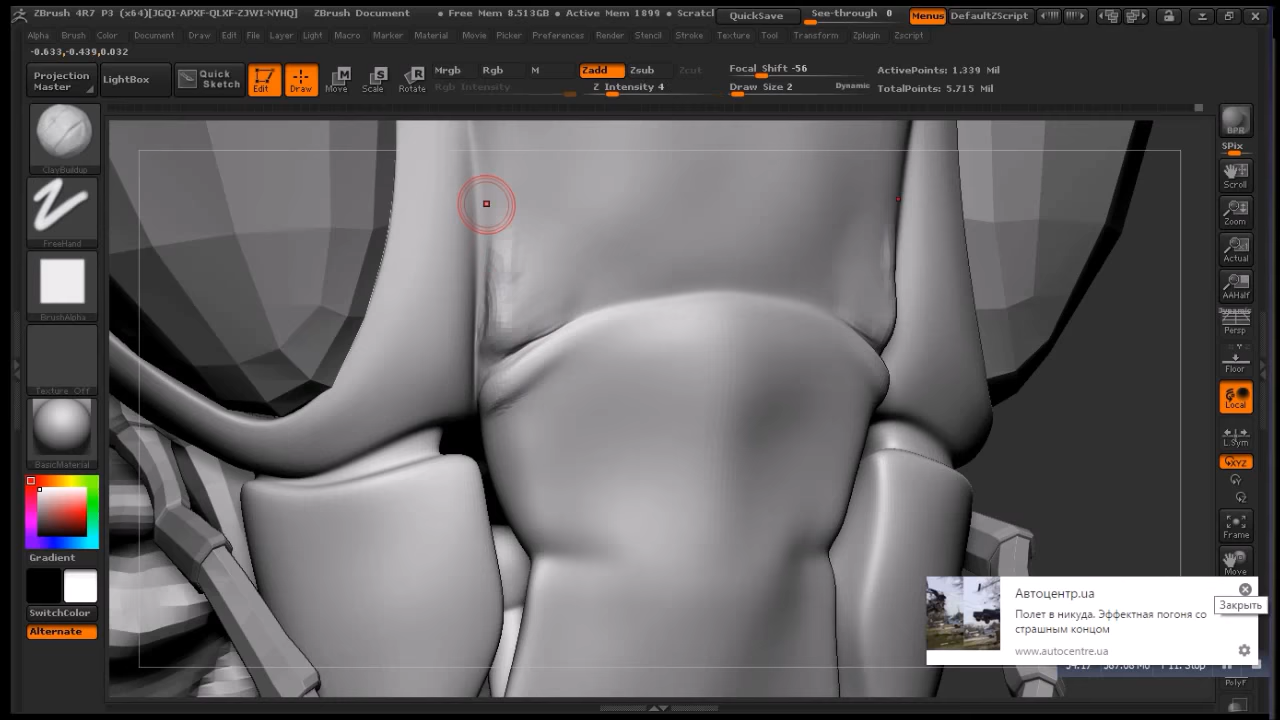 ZBrush 4R7 P3 (x64)[JGQI-APXF-QLXF-ZJWI-NYHQ] ZBrush Document • Free Mem 8.513GB • Active Mem 1899 • Scratcl QuickSave See-through 0 Menus DefaultZScript
Alpha Brush Color Document Draw Edit File Layer Light Macro Marker Material Movie Picker Preferences Render Stencil Stroke Texture Tool Transform Zplugin Zscript
-0.633,-0.439,0.032
Projection Master
LightBox
Quick Sketch
Edit
Draw
Move
Scale
Rotate
Mrgb Rgb M Zadd Zsub Zcut
Rgb Intensity Z Intensity 4
Focal Shift -56
Draw Size 2 Dynamic
ActivePoints: 1.339 Mil
TotalPoints: 5.715 Mil
ClayBuildup
FreeHand
BrushAlpha
Texture Off
BasicMaterial
Gradient
SwitchColor
Alternate
BPR
SPix
Scroll
Zoom
Actual
AAHalf
Dynamic
Persp
Floor
Local
L.Sym
XYZ
Frame
Move
Автоцентр.ua
Закрыть
Полет в никуда. Эффектная погоня со
страшным концом
www.autocentre.ua
PolyF